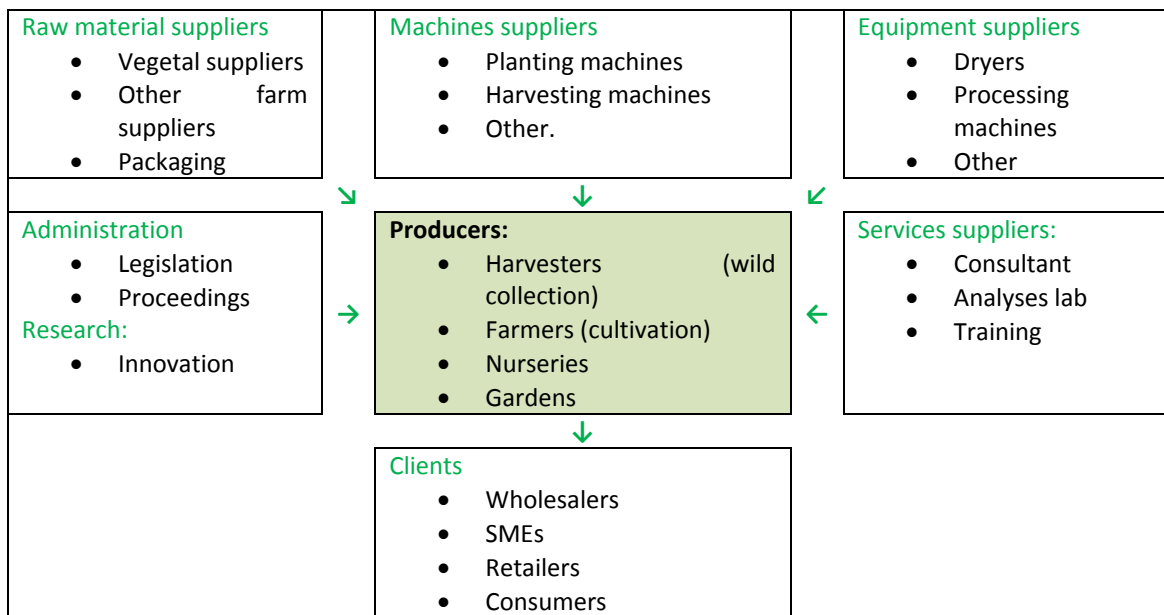 Raw material suppliers
• Vegetal suppliers
• Other farm
suppliers
• Packaging
Machines suppliers
• Planting machines
• Harvesting machines
• Other.
Equipment suppliers
• Dryers
• Processing
machines
• Other
↘ ↓ ↙
Administration
• Legislation
• Proceedings
Research:
• Innovation
→
Producers:
• Harvesters (wild
collection)
• Farmers (cultivation)
• Nurseries
• Gardens
←
Services suppliers:
• Consultant
• Analyses lab
• Training
↓
Clients
• Wholesalers
• SMEs
• Retailers
• Consumers